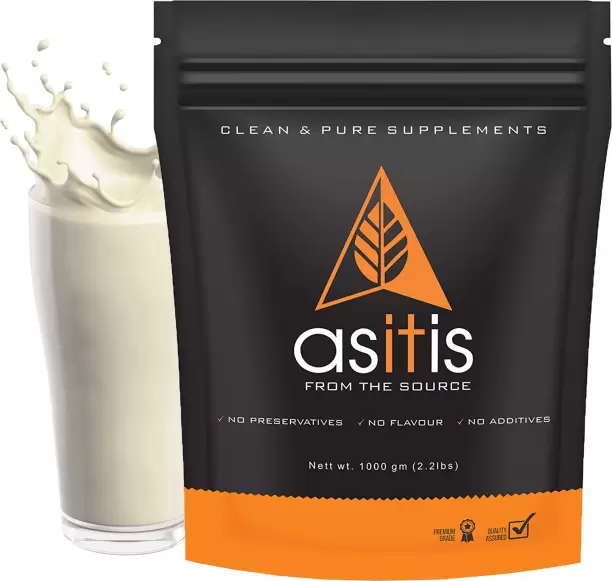 CLEAN & PURE SUPPLEMENTS
asitis
FROM THE SOURCE
✓ NO PRESERVATIVES ✓ NO FLAVOUR ✓ NO ADDITIVES
Nett wt. 1000 gm (2.2lbs)
PREMIUM GRADE QUALITY ASSURED